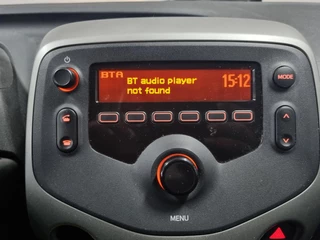 BTA
BT audio player
not found
15:12
MODE
MENU